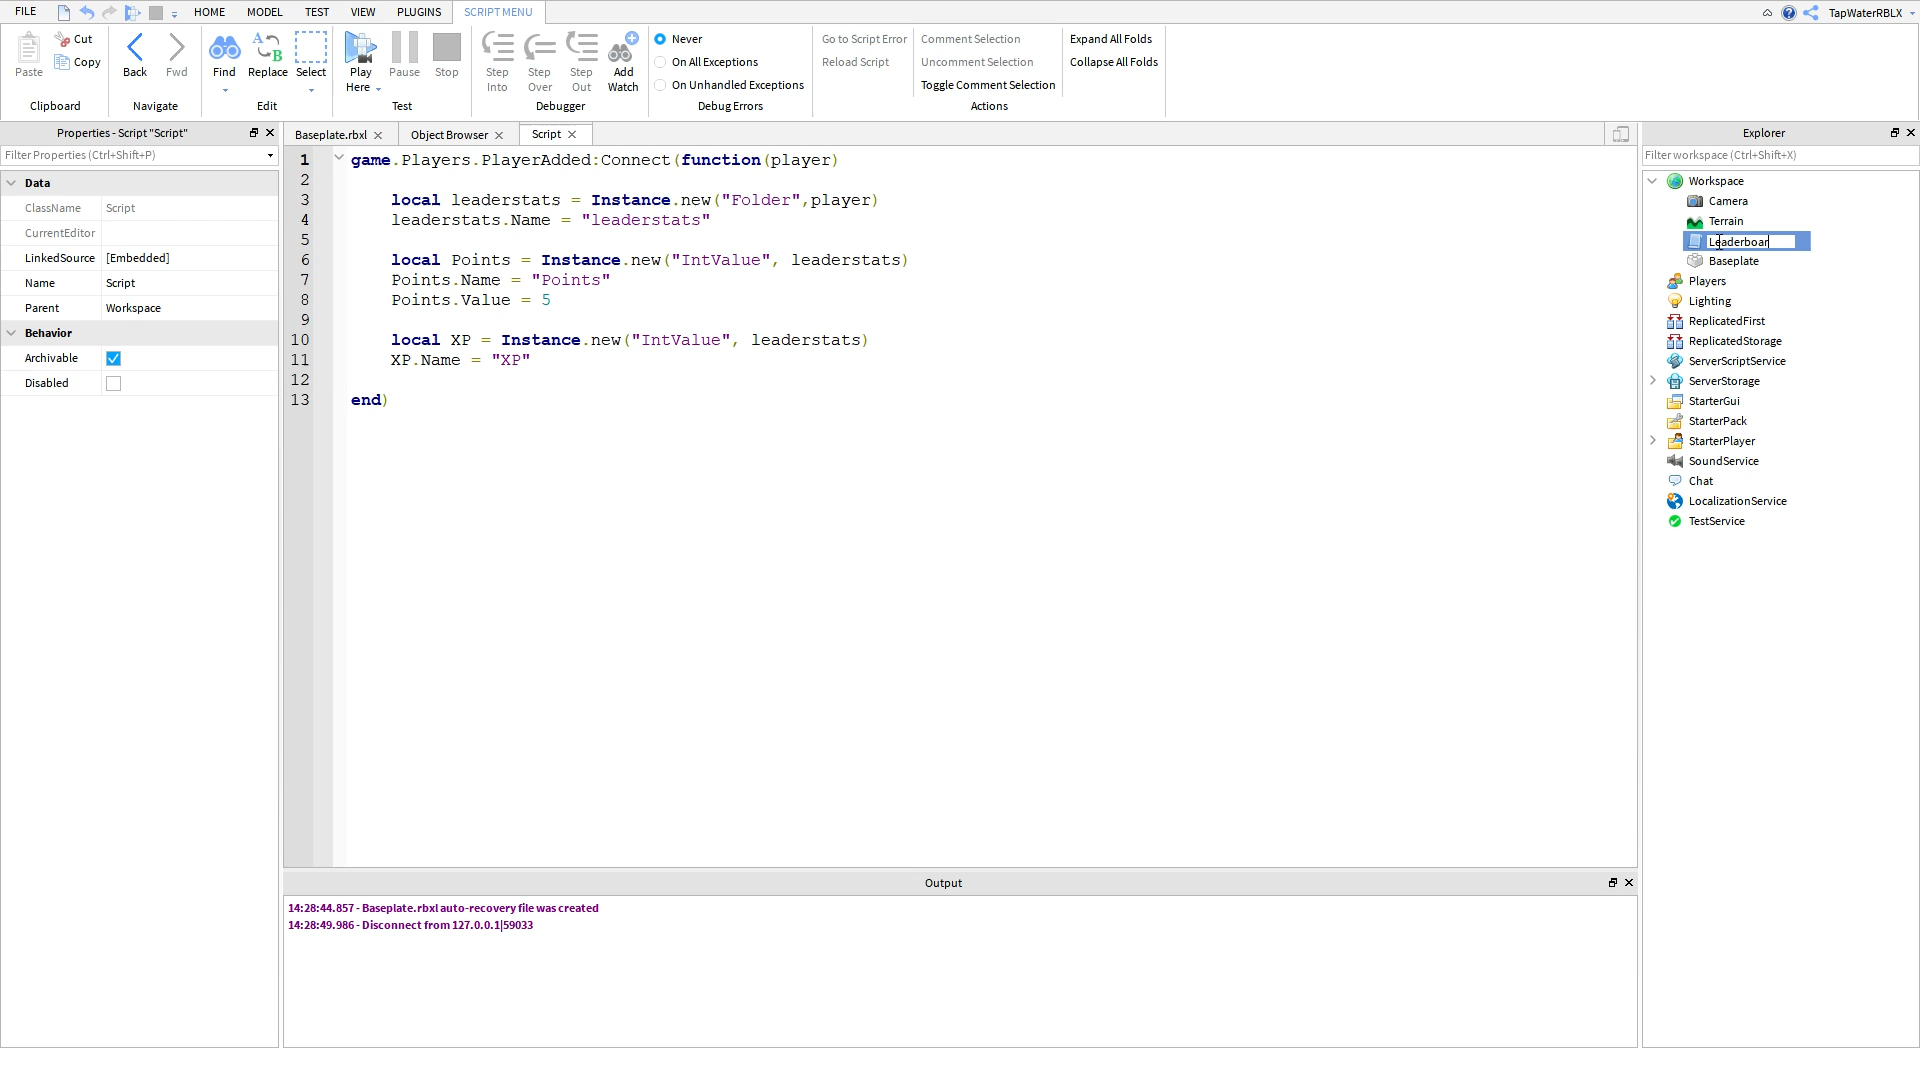 FILE HOME MODEL TEST VIEW PLUGINS SCRIPT MENU TapWaterRBLX
Paste Cut Copy Back Fwd Find Replace Select Play Here Pause Stop Step Into Step Over Step Out Add Watch
Never
On All Exceptions
On Unhandled Exceptions
Go to Script Error
Reload Script
Comment Selection
Uncomment Selection
Toggle Comment Selection
Expand All Folds
Collapse All Folds
Clipboard Navigate Edit Test Debugger Debug Errors Actions
Properties - Script "Script"
Filter Properties (Ctrl+Shift+P)
Data
ClassName Script
CurrentEditor
LinkedSource [Embedded]
Name Script
Parent Workspace
Behavior
Archivable
Disabled
Baseplate.rbxl Object Browser Script
1 game.Players.PlayerAdded:Connect(function(player)
2
3 local leaderstats = Instance.new("Folder",player)
4 leaderstats.Name = "leaderstats"
5
6 local Points = Instance.new("IntValue", leaderstats)
7 Points.Name = "Points"
8 Points.Value = 5
9
10 local XP = Instance.new("IntValue", leaderstats)
11 XP.Name = "XP"
12
13 end)
Output
14:28:44.857 - Baseplate.rbxl auto-recovery file was created
14:28:49.986 - Disconnect from 127.0.0.1|59033
Explorer
Filter workspace (Ctrl+Shift+X)
Workspace
Camera
Terrain
Leaderboar
Baseplate
Players
Lighting
ReplicatedFirst
ReplicatedStorage
ServerScriptService
ServerStorage
StarterGui
StarterPack
StarterPlayer
SoundService
Chat
LocalizationService
TestService